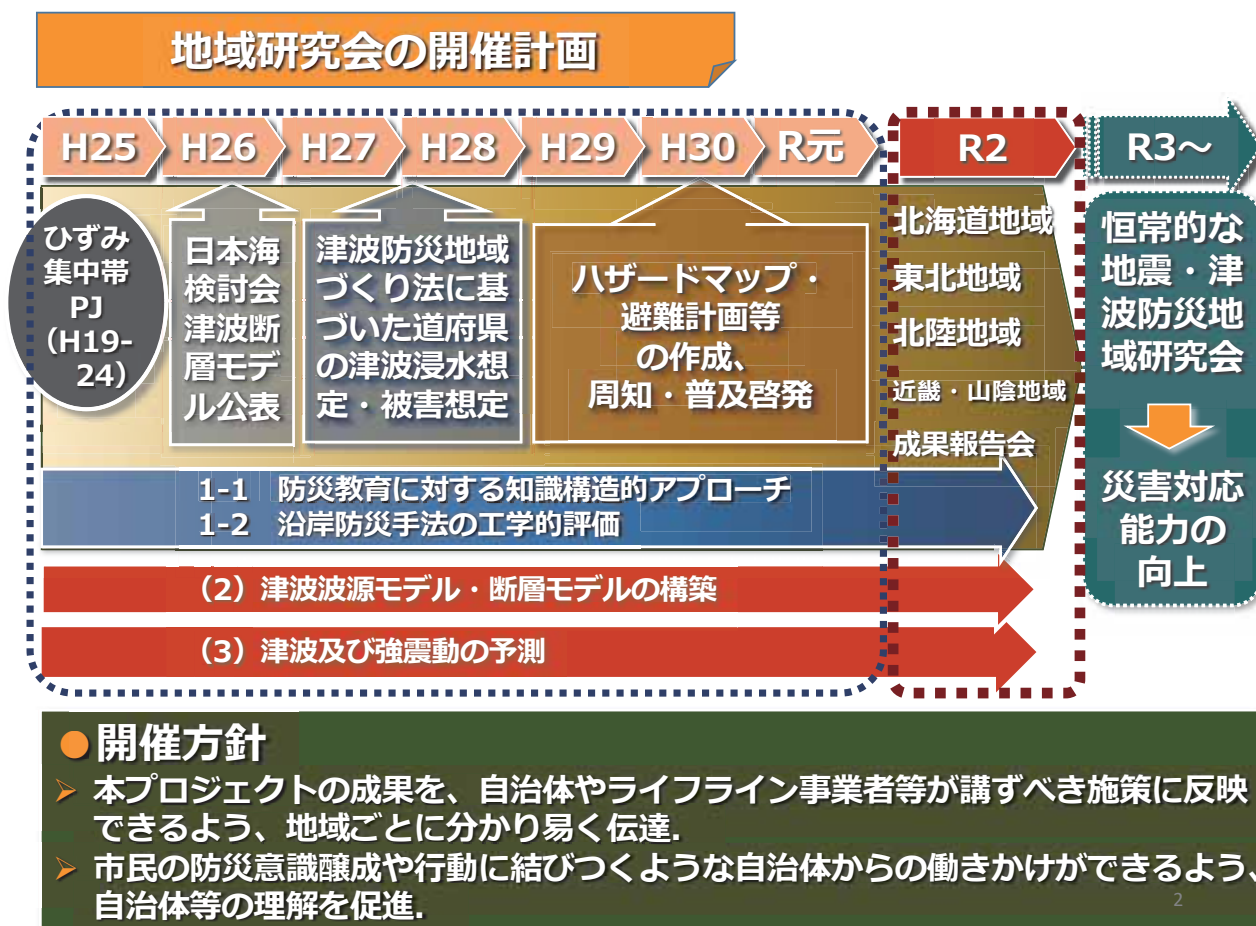 地域研究会の開催計画
H25 H26 H27 H28 H29 H30 R元 R2 R3～
ひずみ
集中帯
PJ
（H19-
24）
日本海
検討会
津波断
層モデ
ル公表
津波防災地域
づくり法に基
づいた道府県
の津波浸水想
定・被害想定
ハザードマップ・
避難計画等
の作成、
周知・普及啓発
北海道地域
東北地域
北陸地域
近畿・山陰地域
成果報告会
恒常的な
地震・津
波防災地
域研究会
災害対応
能力の
向上
1-1 防災教育に対する知識構造的アプローチ
1-2 沿岸防災手法の工学的評価
（2）津波波源モデル・断層モデルの構築
（3）津波及び強震動の予測
●開催方針
➢ 本プロジェクトの成果を、自治体やライフライン事業者等が講ずべき施策に反映
できるよう、地域ごとに分かり易く伝達.
➢ 市民の防災意識醸成や行動に結びつくような自治体からの働きかけができるよう、
自治体等の理解を促進.
2